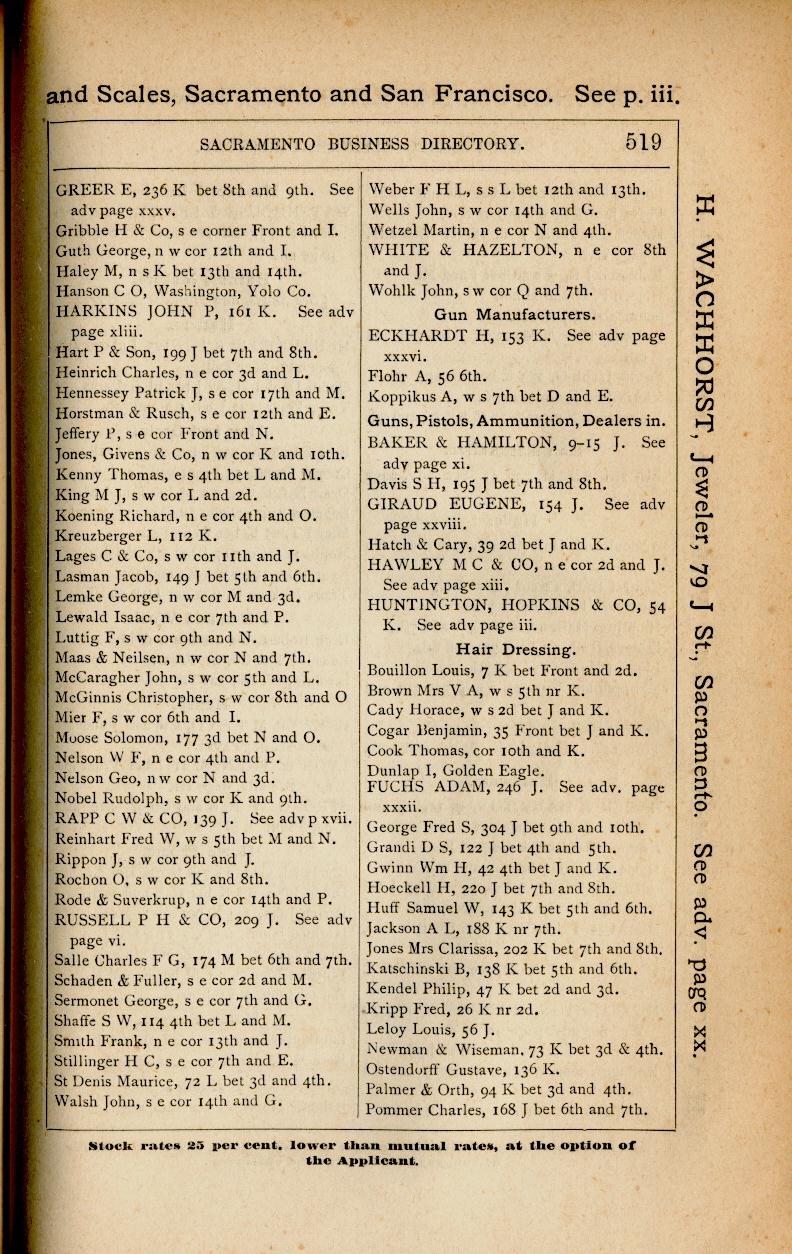 and Scales, Sacramento and San Francisco. See p. iii.
SACRAMENTO BUSINESS DIRECTORY. 519
GREER E, 236 K bet 8th and 9th. See
adv page xxxv.
Gribble H & Co, s e corner Front and I.
Guth George, n w cor 12th and I.
Haley M, n s K bet 13th and 14th.
Hanson C O, Washington, Yolo Co.
HARKINS JOHN P, 161 K. See adv
page xliii.
Hart P & Son, 199 J bet 7th and 8th.
Heinrich Charles, n e cor 3d and L.
Hennessey Patrick J, s e cor 17th and M.
Horstman & Rusch, s e cor 12th and E.
Jeffery P, s e cor Front and N.
Jones, Givens & Co, n w cor K and 10th.
Kenny Thomas, e s 4th bet L and M.
King M J, s w cor L and 2d.
Koening Richard, n e cor 4th and O.
Kreuzberger L, 112 K.
Lages C & Co, s w cor 11th and J.
Lasman Jacob, 149 J bet 5th and 6th.
Lemke George, n w cor M and 3d.
Lewald Isaac, n e cor 7th and P.
Luttig F, s w cor 9th and N.
Maas & Neilsen, n w cor N and 7th.
McCaragher John, s w cor 5th and L.
McGinnis Christopher, s w cor 8th and O
Mier F, s w cor 6th and I.
Moose Solomon, 177 3d bet N and O.
Nelson W F, n e cor 4th and P.
Nelson Geo, n w cor N and 3d.
Nobel Rudolph, s w cor K and 9th.
RAPP C W & CO, 139 J. See adv p xvii.
Reinhart Fred W, w s 5th bet M and N.
Rippon J, s w cor 9th and J.
Rochon O, s w cor K and 8th.
Rode & Suverkrup, n e cor 14th and P.
RUSSELL P H & CO, 209 J. See adv
page vi.
Salle Charles F G, 174 M bet 6th and 7th.
Schaden & Fuller, s e cor 2d and M.
Sermonet George, s e cor 7th and G.
Shaffe S W, 114 4th bet L and M.
Smith Frank, n e cor 13th and J.
Stillinger H C, s e cor 7th and E.
St Denis Maurice, 72 L bet 3d and 4th.
Walsh John, s e cor 14th and G.
Weber F H L, s s L bet 12th and 13th.
Wells John, s w cor 14th and G.
Wetzel Martin, n e cor N and 4th.
WHITE & HAZELTON, n e cor 8th
and J.
Wohlk John, s w cor Q and 7th.
Gun Manufacturers.
ECKHARDT H, 153 K. See adv page
xxxvi.
Flohr A, 56 6th.
Koppikus A, w s 7th bet D and E.
Guns, Pistols, Ammunition, Dealers in.
BAKER & HAMILTON, 9-15 J. See
adv page xi.
Davis S H, 195 J bet 7th and 8th.
GIRAUD EUGENE, 154 J. See adv
page xxviii.
Hatch & Cary, 39 2d bet J and K.
HAWLEY M C & CO, n e cor 2d and J.
See adv page xiii.
HUNTINGTON, HOPKINS & CO, 54
K. See adv page iii.
Hair Dressing.
Bouillon Louis, 7 K bet Front and 2d.
Brown Mrs V A, w s 5th nr K.
Cady Horace, w s 2d bet J and K.
Cogar Benjamin, 35 Front bet J and K.
Cook Thomas, cor 10th and K.
Dunlap I, Golden Eagle.
FUCHS ADAM, 246 J. See adv. page
xxxii.
George Fred S, 304 J bet 9th and 10th.
Grandi D S, 122 J bet 4th and 5th.
Gwinn Wm H, 42 4th bet J and K.
Hoeckell H, 220 J bet 7th and 8th.
Huff Samuel W, 143 K bet 5th and 6th.
Jackson A L, 188 K nr 7th.
Jones Mrs Clarissa, 202 K bet 7th and 8th.
Katschinski B, 138 K bet 5th and 6th.
Kendel Philip, 47 K bet 2d and 3d.
Kripp Fred, 26 K nr 2d.
Leloy Louis, 56 J.
Newman & Wiseman, 73 K bet 3d & 4th.
Ostendorff Gustave, 136 K.
Palmer & Orth, 94 K bet 3d and 4th.
Pommer Charles, 168 J bet 6th and 7th.
H. WACHHORST, Jeweler, 79 J St., Sacramento. See adv. page xx.
Stock rates 25 per cent. lower than mutual rates, at the option of
the Applicant.